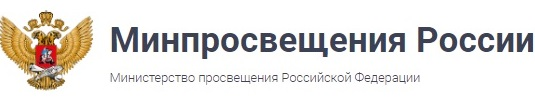 Минпросвещения России
Министерство просвещения Российской Федерации